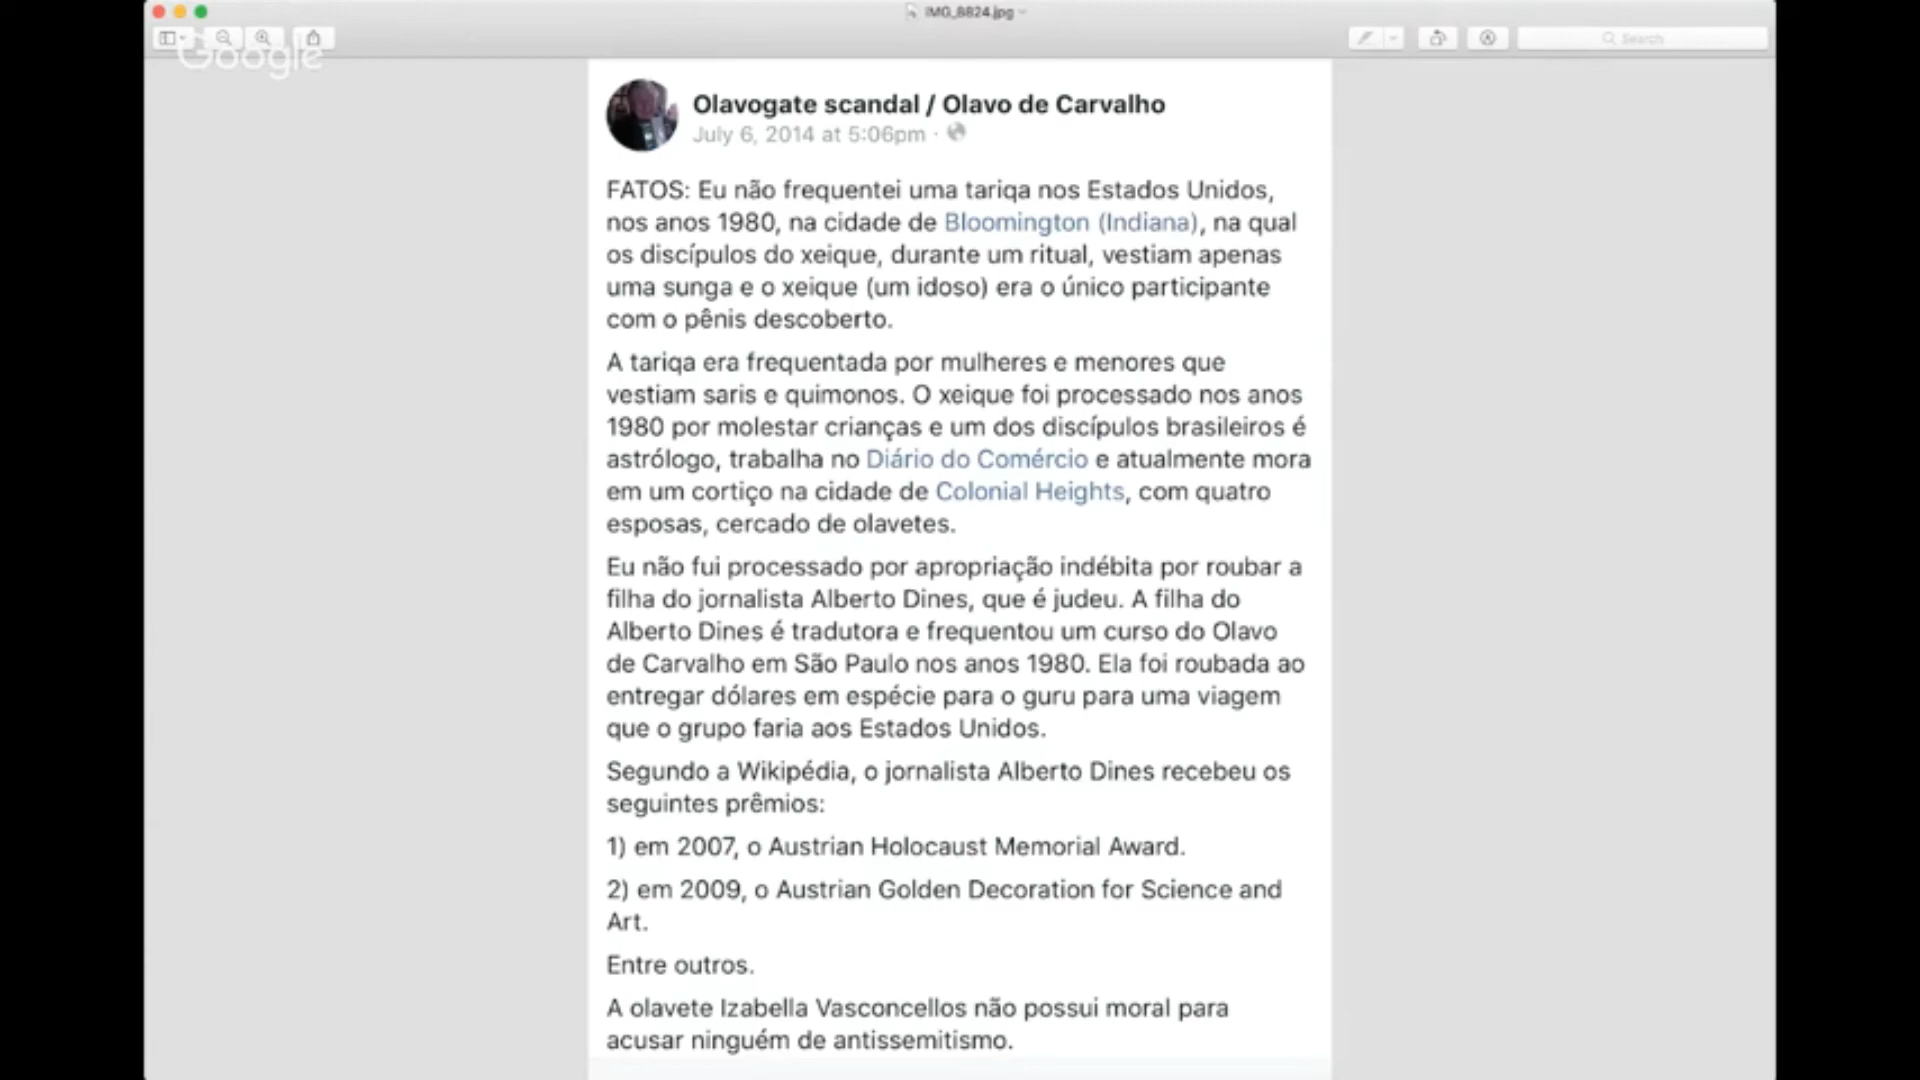 IMG_8824.jpg
Search
Google
Olavogate scandal / Olavo de Carvalho
July 6, 2014 at 5:06pm ·
FATOS: Eu não frequentei uma tariqa nos Estados Unidos,
nos anos 1980, na cidade de Bloomington (Indiana), na qual
os discípulos do xeique, durante um ritual, vestiam apenas
uma sunga e o xeique (um idoso) era o único participante
com o pênis descoberto.
A tariqa era frequentada por mulheres e menores que
vestiam saris e quimonos. O xeique foi processado nos anos
1980 por molestar crianças e um dos discípulos brasileiros é
astrólogo, trabalha no Diário do Comércio e atualmente mora
em um cortiço na cidade de Colonial Heights, com quatro
esposas, cercado de olavetes.
Eu não fui processado por apropriação indébita por roubar a
filha do jornalista Alberto Dines, que é judeu. A filha do
Alberto Dines é tradutora e frequentou um curso do Olavo
de Carvalho em São Paulo nos anos 1980. Ela foi roubada ao
entregar dólares em espécie para o guru para uma viagem
que o grupo faria aos Estados Unidos.
Segundo a Wikipédia, o jornalista Alberto Dines recebeu os
seguintes prêmios:
1) em 2007, o Austrian Holocaust Memorial Award.
2) em 2009, o Austrian Golden Decoration for Science and
Art.
Entre outros.
A olavete Izabella Vasconcellos não possui moral para
acusar ninguém de antissemitismo.